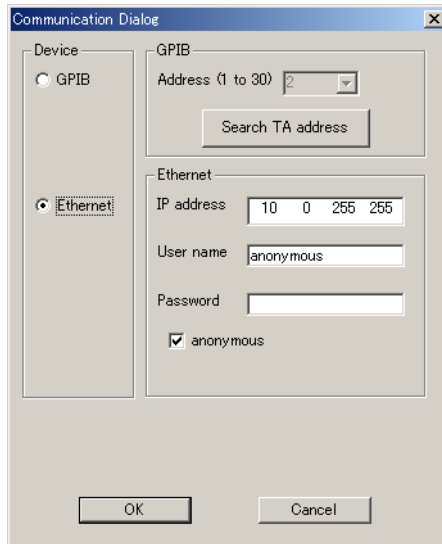 Communication Dialog
Device
GPIB
Ethernet
GPIB
Address (1 to 30) 2
Search TA address
Ethernet
IP address 10 0 255 255
User name anonymous
Password
anonymous
OK Cancel